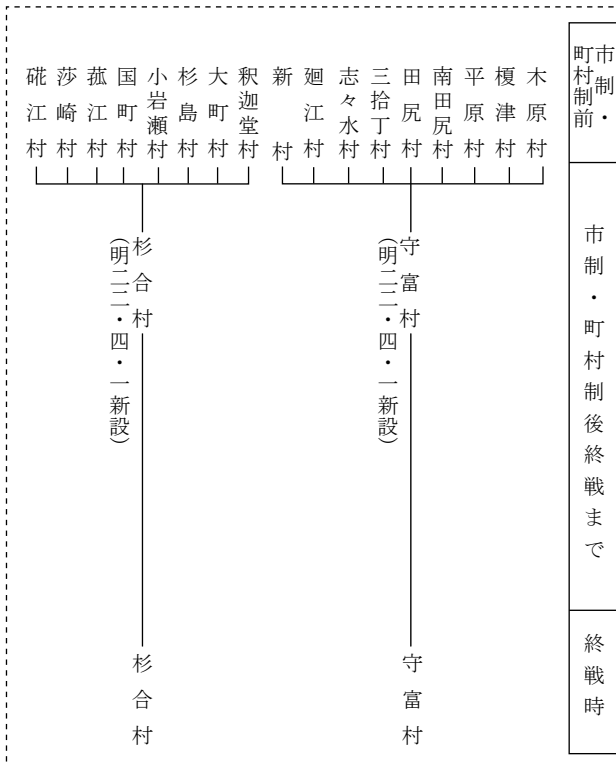 市制・
町村制前
市制・町村制後終戦まで
終戦時
木原村
榎津村
平原村
南田尻村
田尻村
三拾丁村
志々水村
廻江村
新村
守富村
(明二二・四・一新設)
守富村
釈迦堂村
大町村
杉島村
小岩瀬村
国町村
菰江村
莎崎村
硴江村
杉合村
(明二二・四・一新設)
杉合村